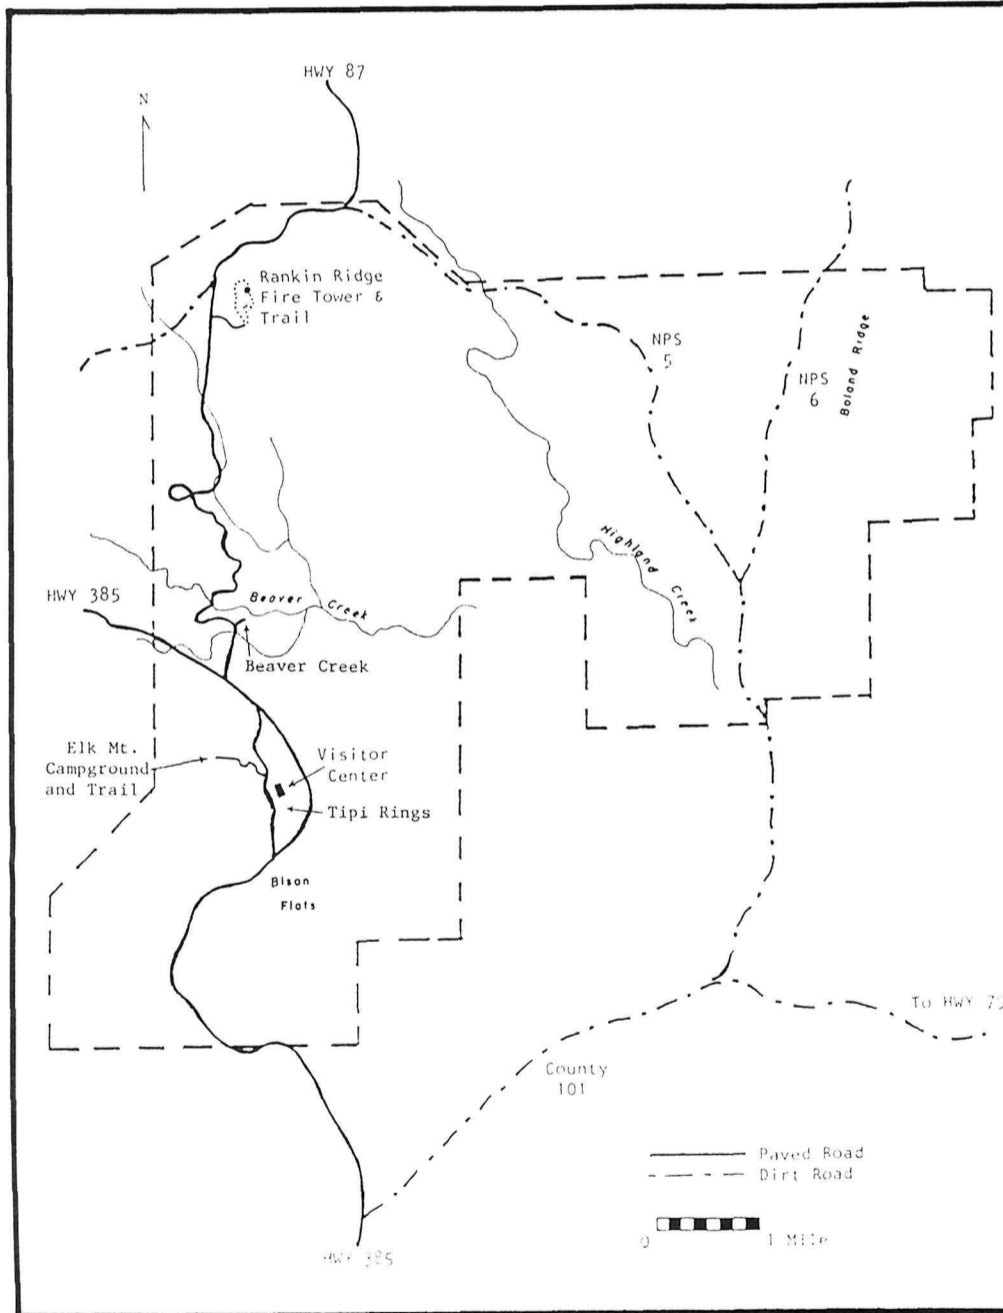 HWY 87
N
Rankin Ridge
Fire Tower &
Trail
NPS
5
NPS
6
Boland Ridge
Highland Creek
HWY 385
Beaver Creek
Beaver Creek
Elk Mt.
Campground
and Trail
Visitor
Center
Tipi Rings
Bison
Flats
To HWY 79
County
101
Paved Road
Dirt Road
0 1 Mile
HWY 385